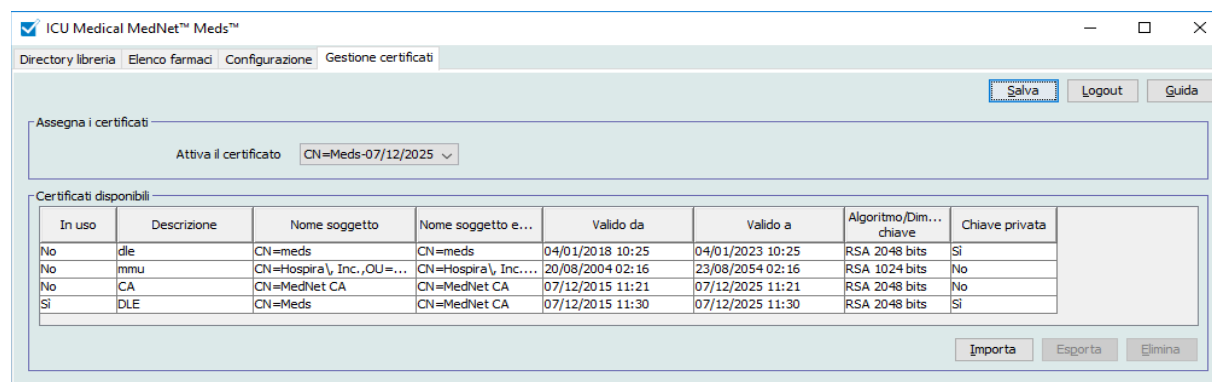 ICU Medical MedNet™ Meds™
Directory libreria Elenco farmaci Configurazione Gestione certificati
Salva Logout Guida
Assegna i certificati
Attiva il certificato CN=Meds-07/12/2025
Certificati disponibili
In uso Descrizione Nome soggetto Nome soggetto e... Valido da Valido a Algoritmo/Dim... chiave Chiave privata
No dle CN=meds CN=meds 04/01/2018 10:25 04/01/2023 10:25 RSA 2048 bits Sì
No mmu CN=Hospira\, Inc.,OU=... CN=Hospira\, Inc.... 20/08/2004 02:16 23/08/2054 02:16 RSA 1024 bits No
No CA CN=MedNet CA CN=MedNet CA 07/12/2015 11:21 07/12/2025 11:21 RSA 2048 bits No
Sì DLE CN=Meds CN=MedNet CA 07/12/2015 11:30 07/12/2025 11:30 RSA 2048 bits Sì
Importa Esporta Elimina